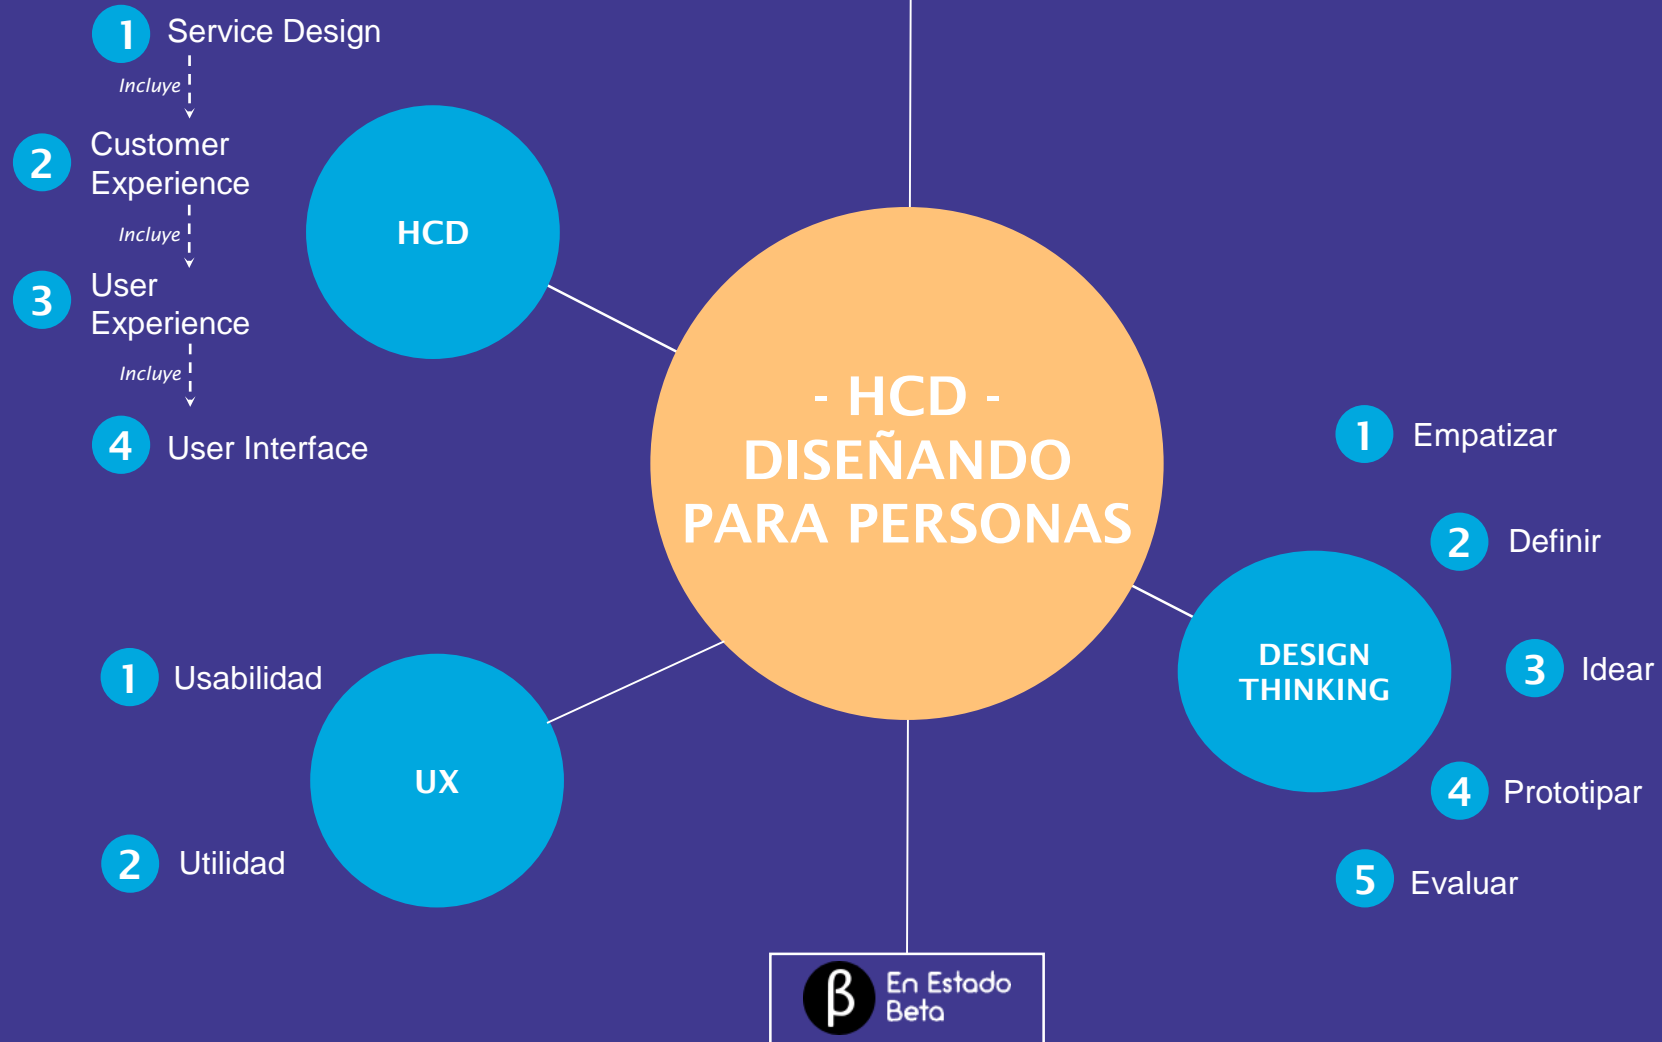 1 Service Design
Incluye
2 Customer
Experience
Incluye
3 User
Experience
Incluye
4 User Interface
HCD
- HCD -
DISEÑANDO
PARA PERSONAS
1 Usabilidad
2 Utilidad
UX
DESIGN
THINKING
1 Empatizar
2 Definir
3 Idear
4 Prototipar
5 Evaluar
β
En Estado
Beta